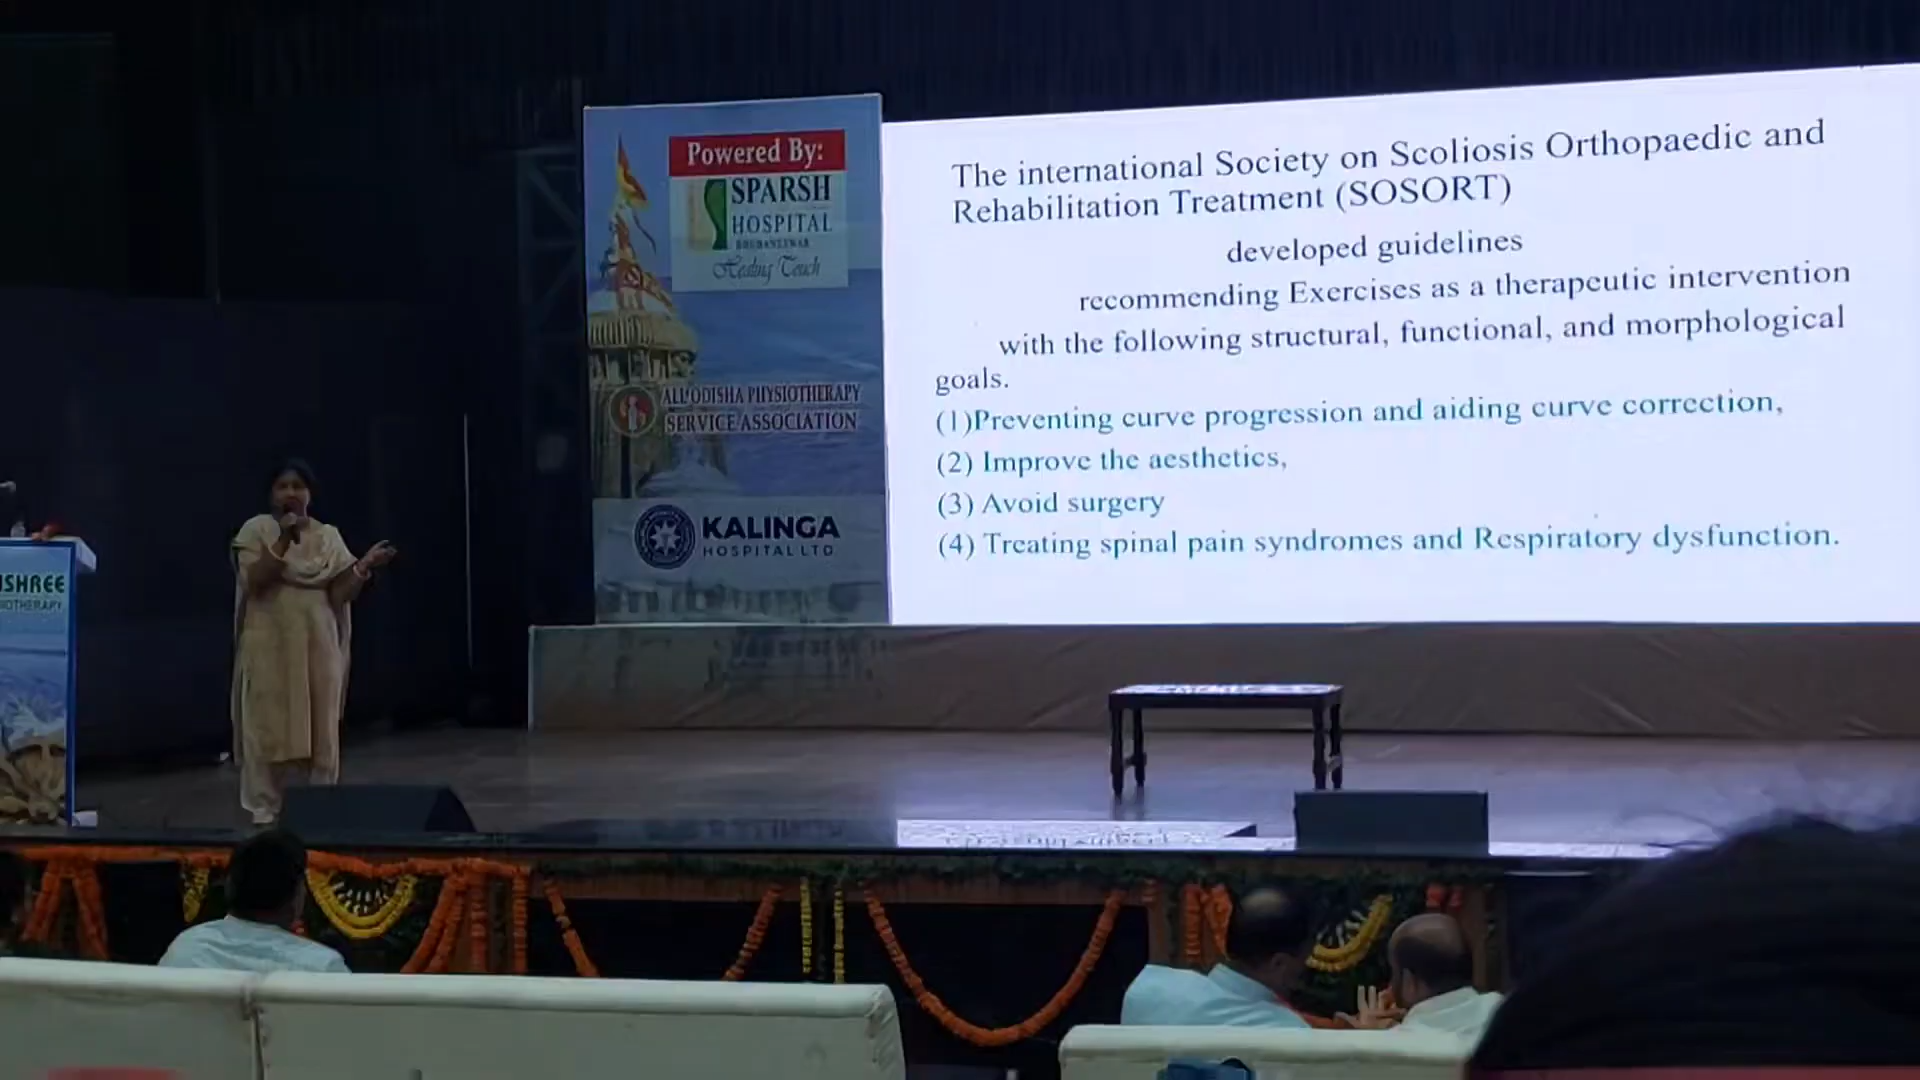 Powered By:
SPARSH
HOSPITAL
BHUBANESWAR
Healing Touch
ALL ODISHA PHYSIOTHERAPY
SERVICE ASSOCIATION
KALINGA
HOSPITAL LTD
The international Society on Scoliosis Orthopaedic and
Rehabilitation Treatment (SOSORT)
developed guidelines
recommending Exercises as a therapeutic intervention
with the following structural, functional, and morphological
goals.
(1)Preventing curve progression and aiding curve correction,
(2) Improve the aesthetics,
(3) Avoid surgery
(4) Treating spinal pain syndromes and Respiratory dysfunction.